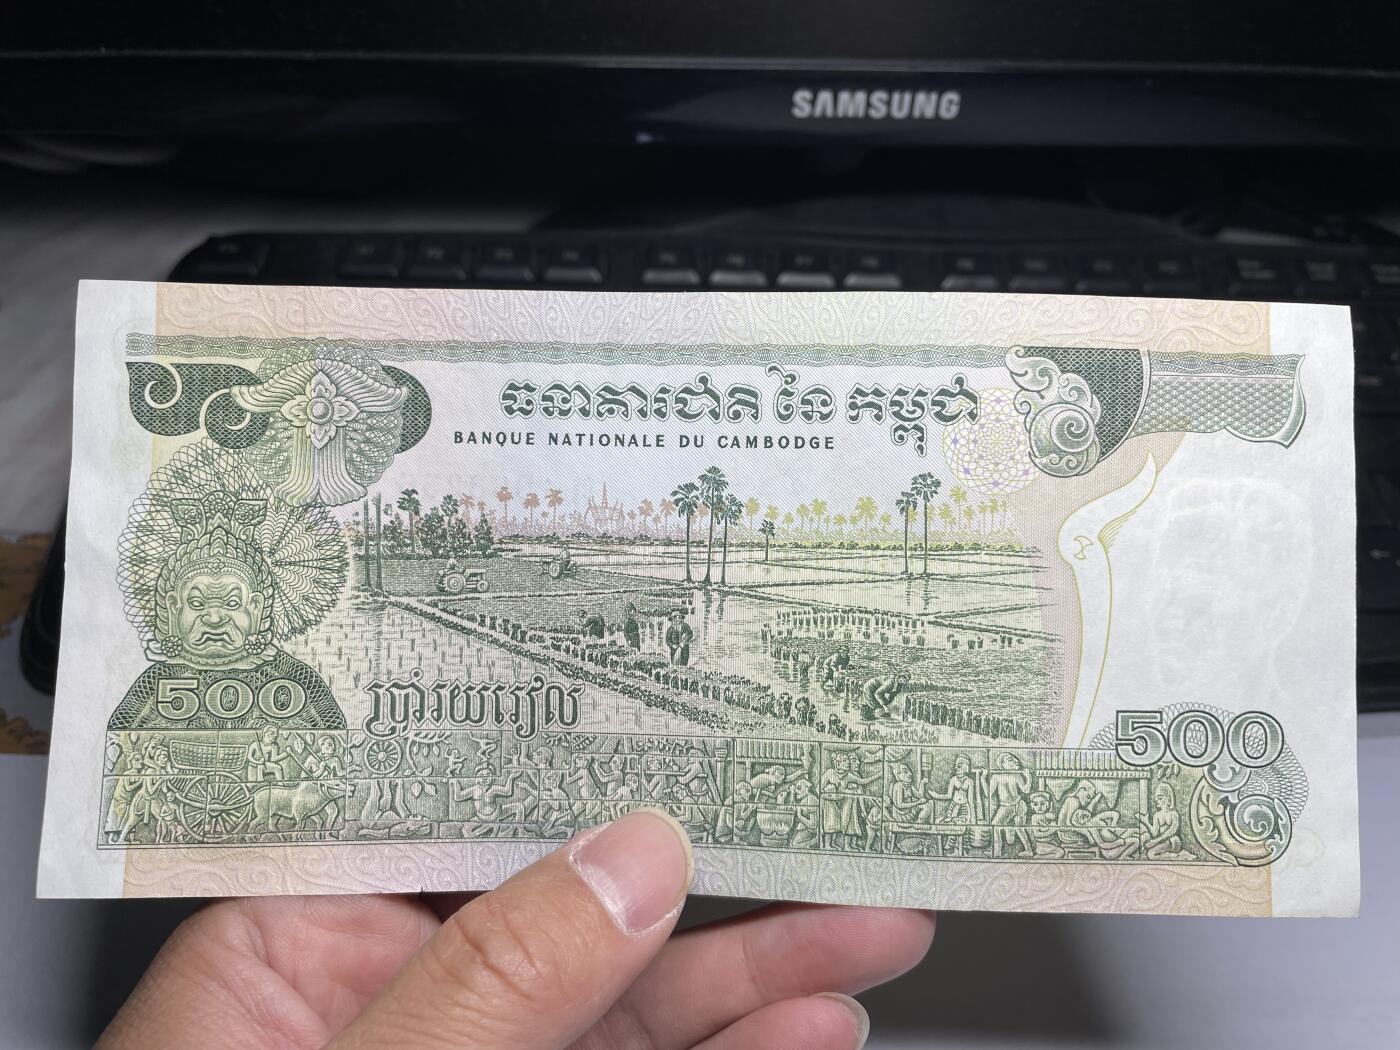 SAMSUNG
ធនាគារជាតិ នៃ កម្ពុជា
BANQUE NATIONALE DU CAMBODGE
500
ប្រាំរយរៀល
500